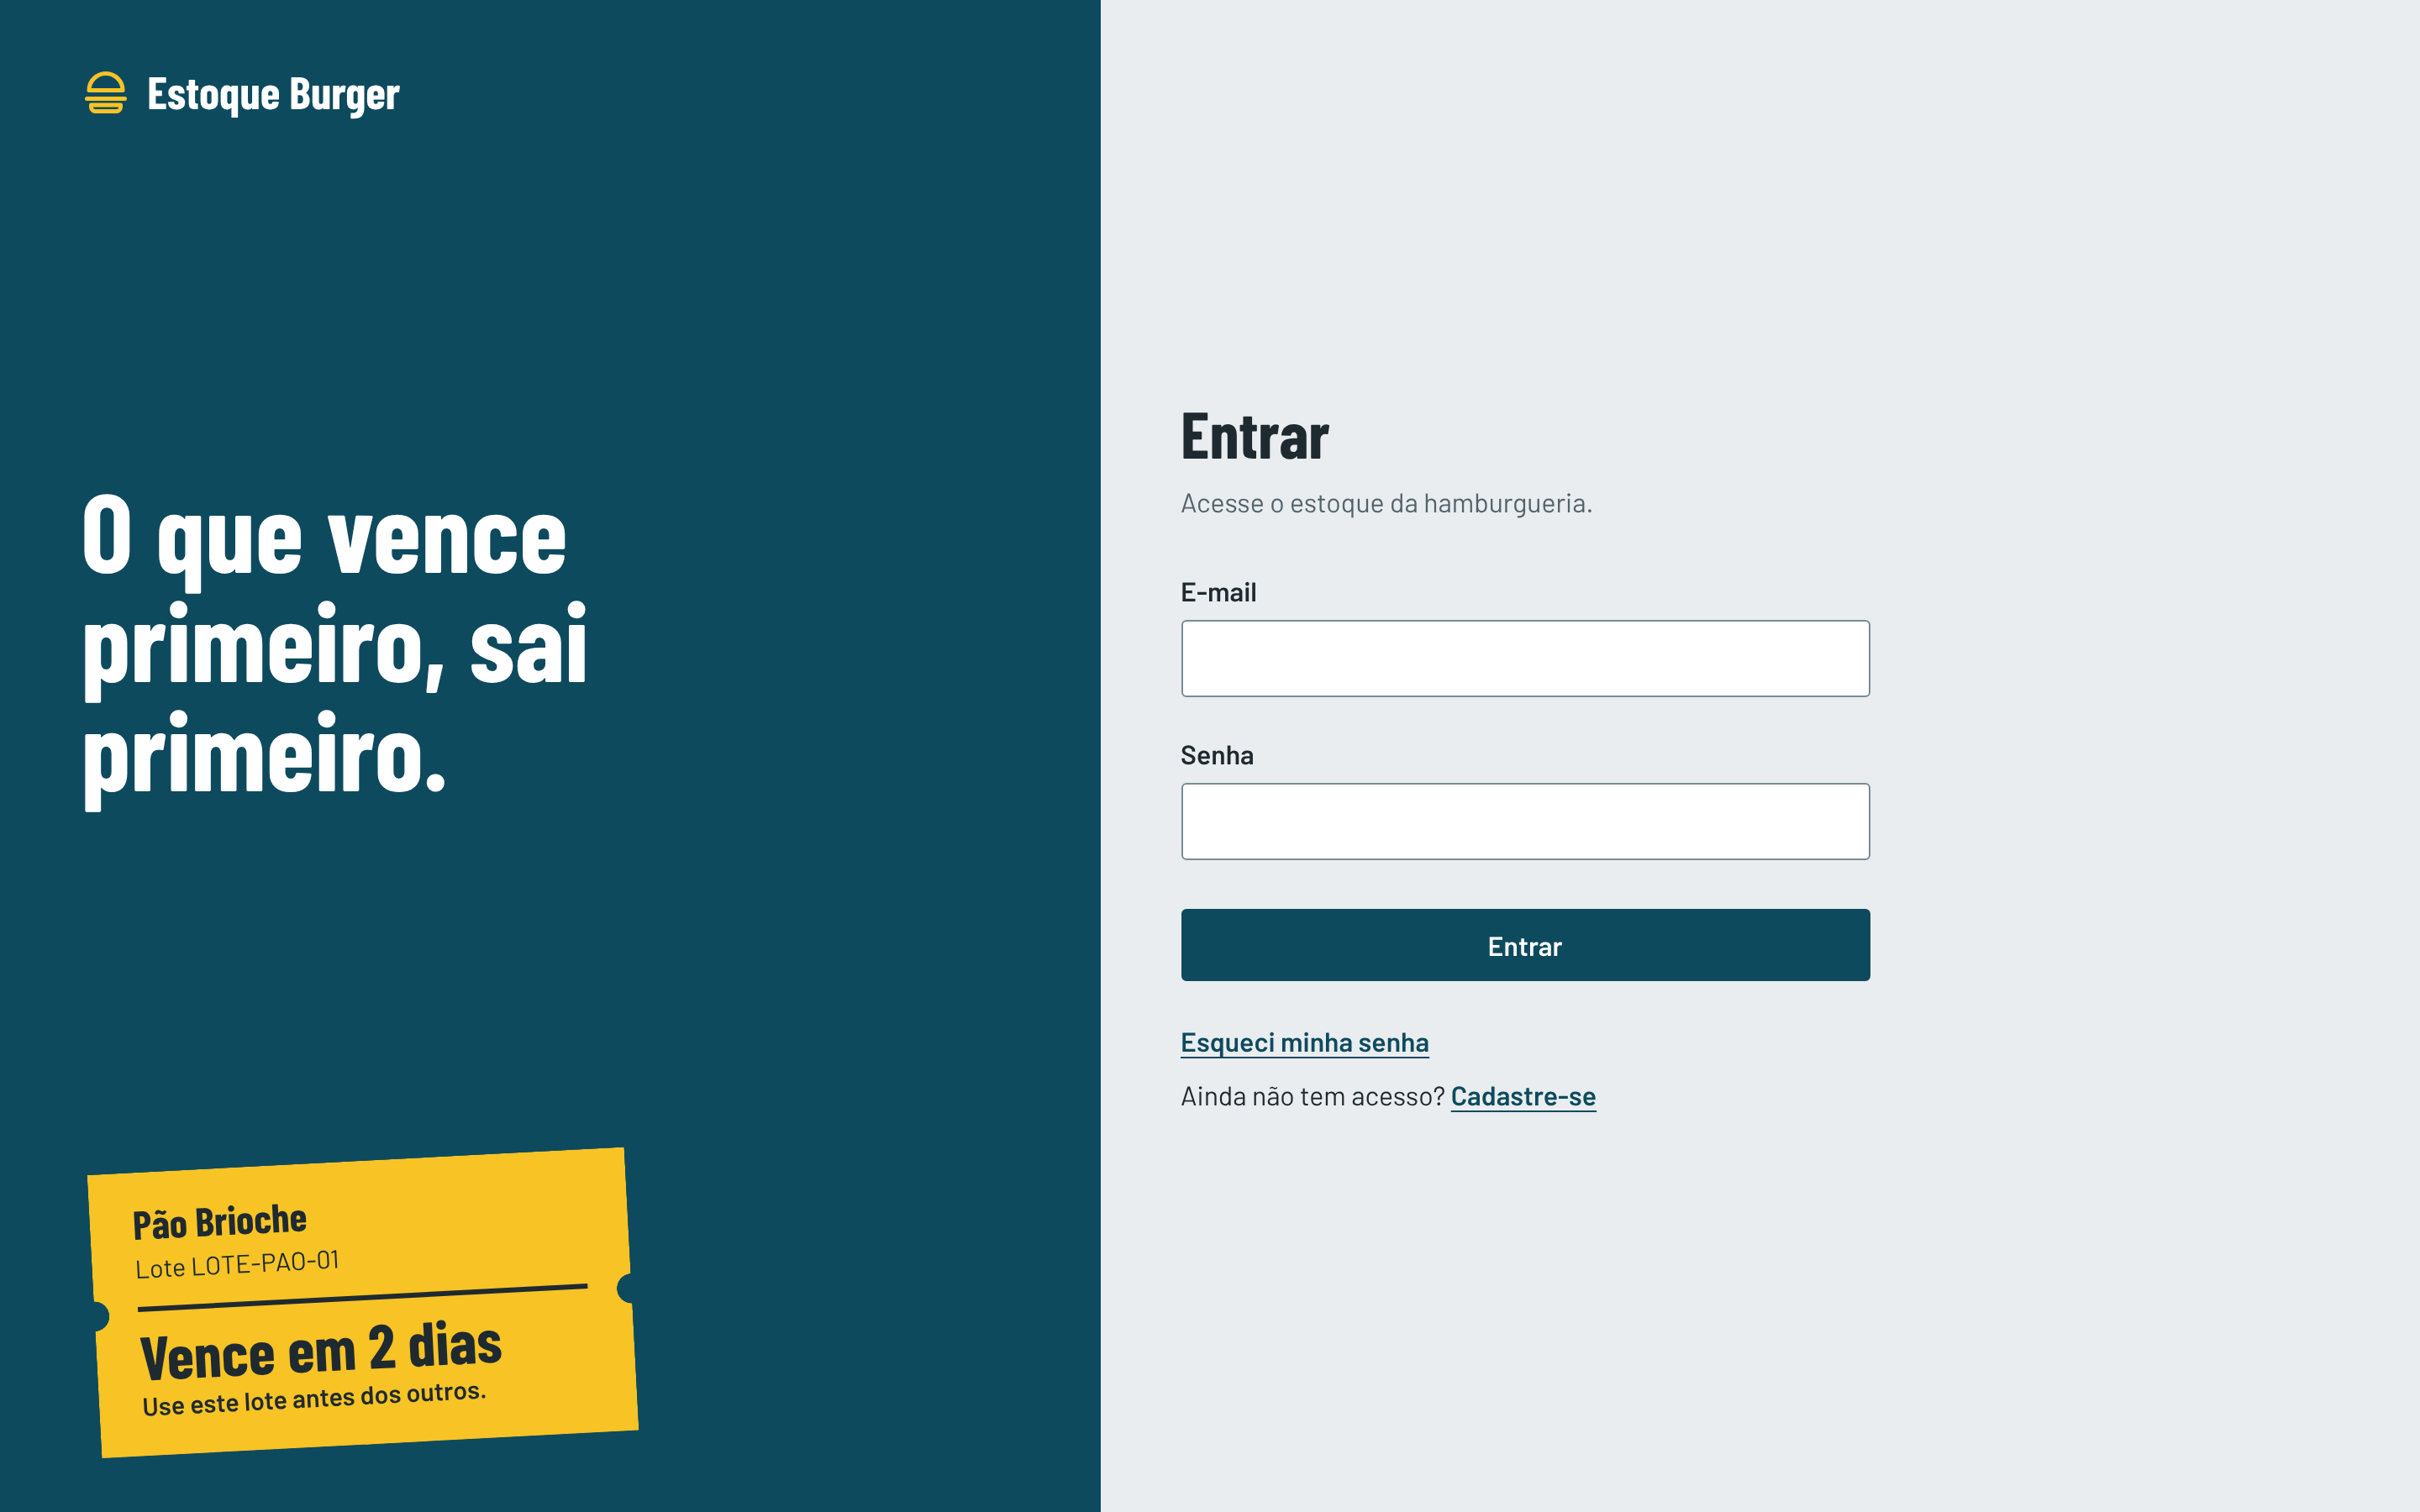 Estoque Burger
O que vence
primeiro, sai
primeiro.
Pão Brioche
Lote LOTE-PAO-01
Vence em 2 dias
Use este lote antes dos outros.
Entrar
Acesse o estoque da hamburgueria.
E-mail
Senha
Entrar
Esqueci minha senha
Ainda não tem acesso? Cadastre-se